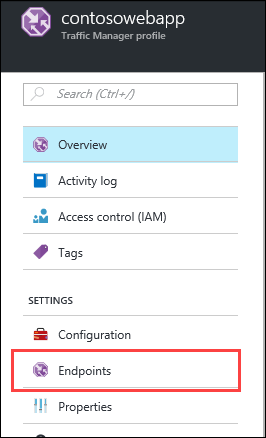 contosowebapp
Traffic Manager profile
Search (Ctrl+/)
Overview
Activity log
Access control (IAM)
Tags
SETTINGS
Configuration
Endpoints
Properties